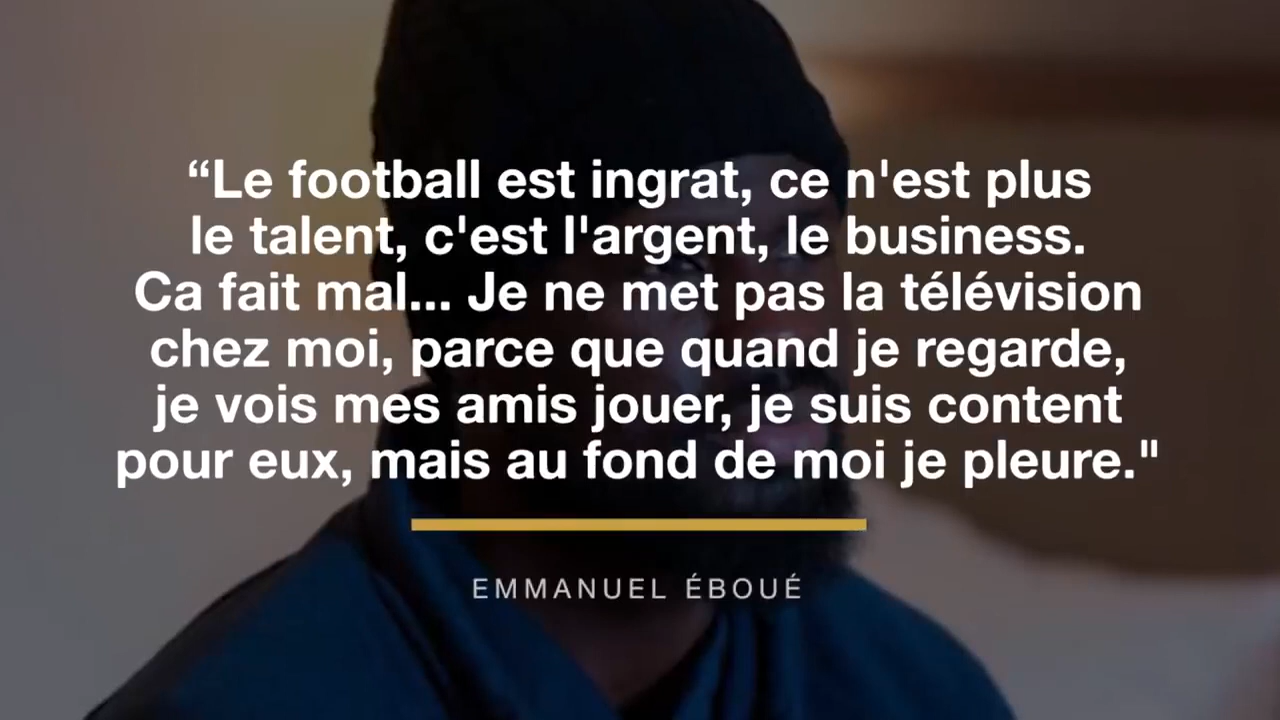 “Le football est ingrat, ce n'est plus
le talent, c'est l'argent, le business.
Ca fait mal... Je ne met pas la télévision
chez moi, parce que quand je regarde,
je vois mes amis jouer, je suis content
pour eux, mais au fond de moi je pleure."
EMMANUEL ÉBOUÉ